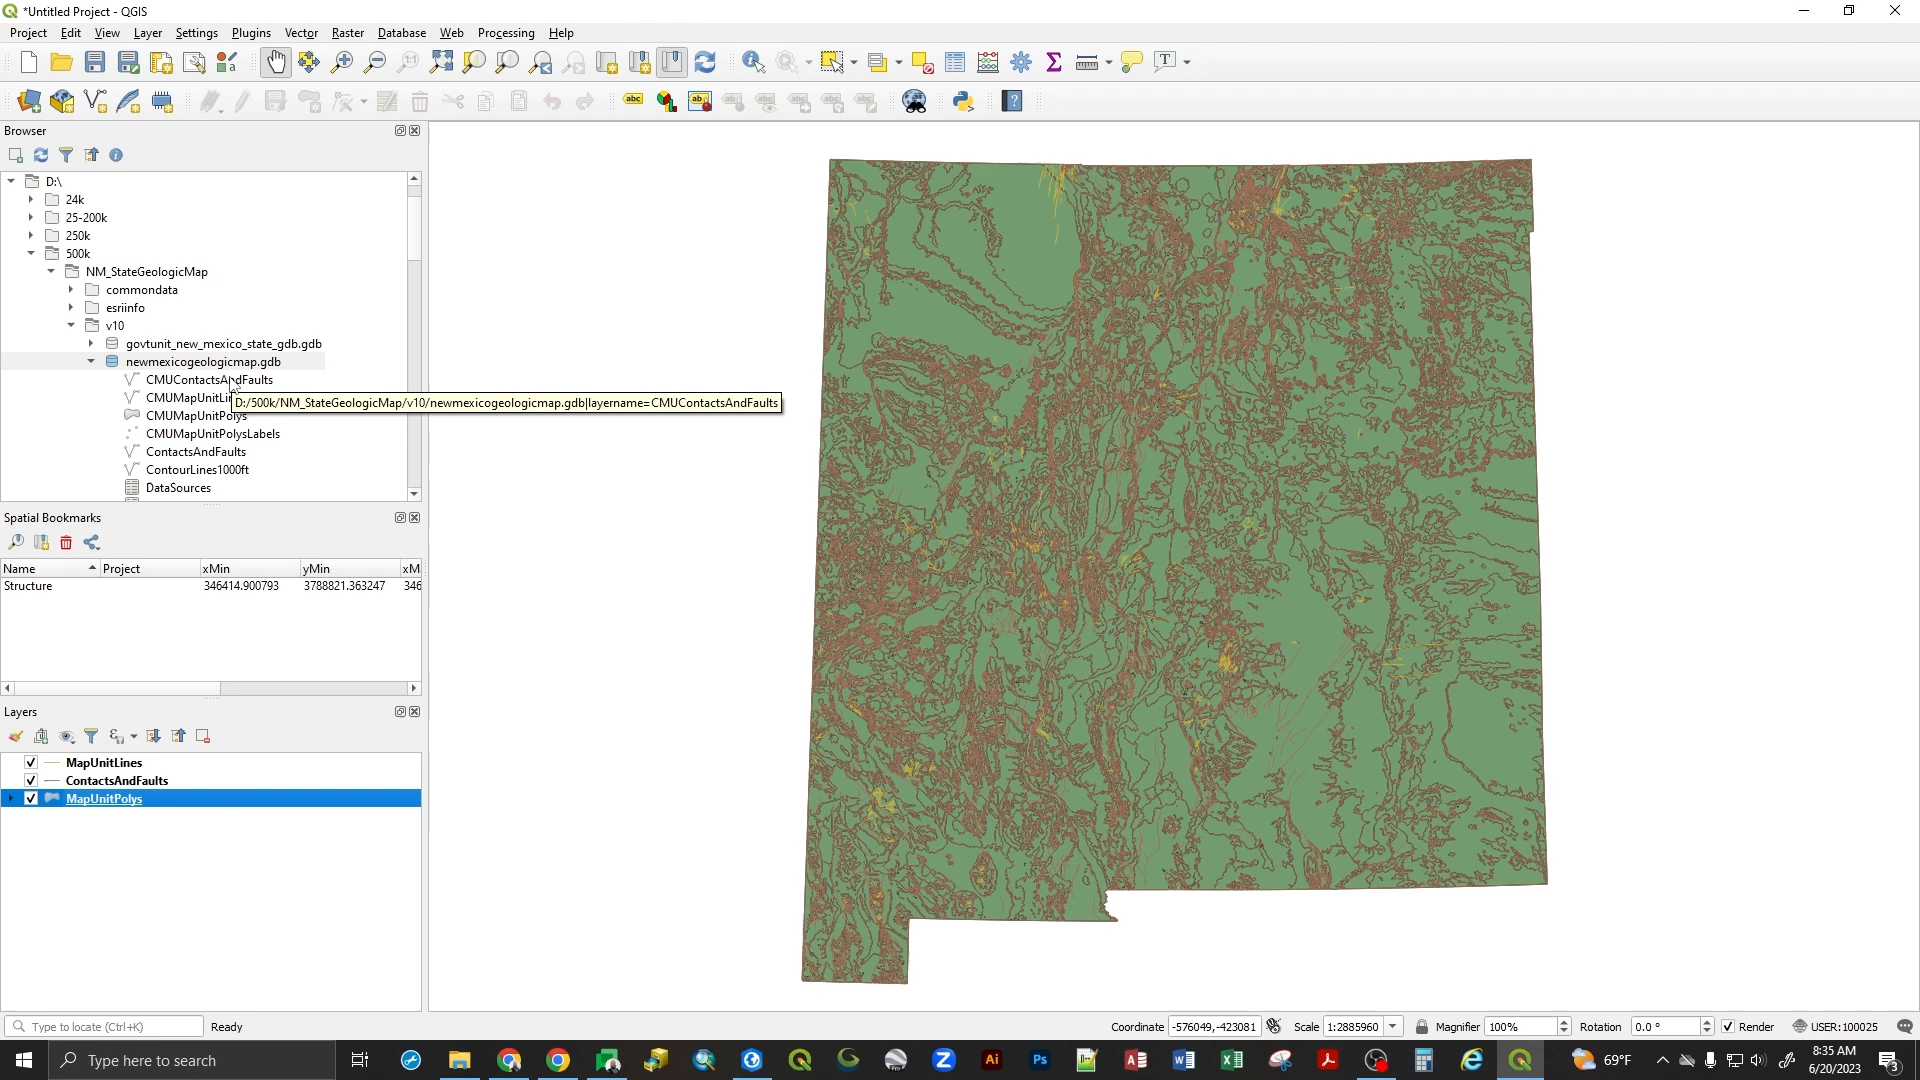 *Untitled Project - QGIS
Project Edit View Layer Settings Plugins Vector Raster Database Web Processing Help
Browser
D:\
24k
25-200k
250k
500k
NM_StateGeologicMap
commondata
esriinfo
v10
govtunit_new_mexico_state_gdb.gdb
newmexicogeologicmap.gdb
CMUContactsAndFaults
CMUMapUnitLi
D:/500k/NM_StateGeologicMap/v10/newmexicogeologicmap.gdb|layername=CMUContactsAndFaults
CMUMapUnitPolys
CMUMapUnitPolysLabels
ContactsAndFaults
ContourLines1000ft
DataSources
Spatial Bookmarks
Name Project xMin yMin xM
Structure 346414.900793 3788821.363247 346
Layers
MapUnitLines
ContactsAndFaults
MapUnitPolys
Type to locate (Ctrl+K) Ready Coordinate -576049,-423081 Scale 1:2885960 Magnifier 100% Rotation 0.0 ° Render USER:100025
Type here to search 69°F 8:35 AM
6/20/2023 3